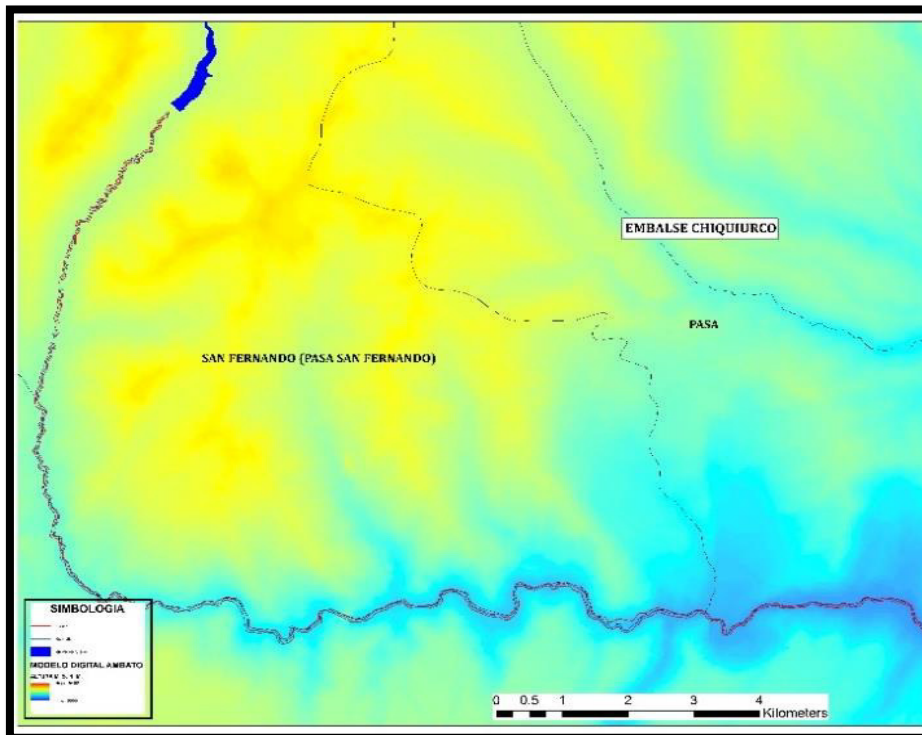 EMBALSE CHIQUIURCO
PASA
SAN FERNANDO (PASA SAN FERNANDO)
SIMBOLOGIA
MODELO DIGITAL AMBATO
0 0.5 1 2 3 4
Kilometers